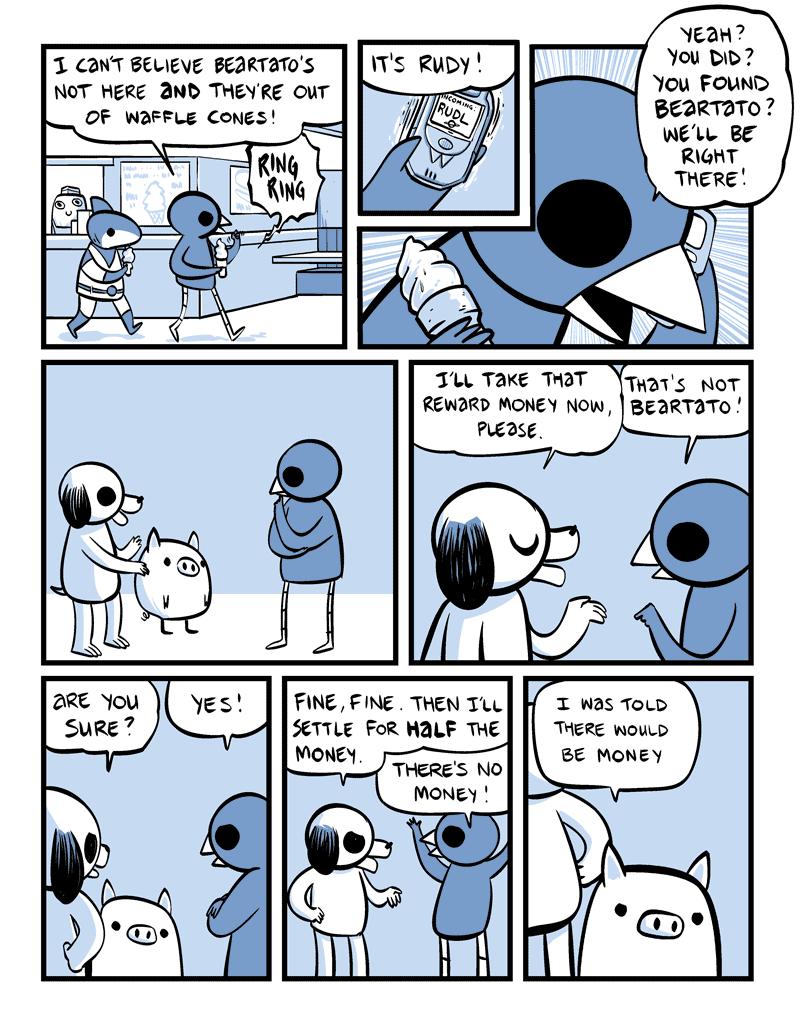 I CAN'T BELIEVE BEARTATO'S
NOT HERE AND THEY'RE OUT
OF WAFFLE CONES!
RING
RING
IT'S RUDY!
INCOMING:
RUDL
YEAH?
YOU DID?
YOU FOUND
BEARTATO?
WE'LL BE
RIGHT
THERE!
I'LL TAKE THAT
REWARD MONEY NOW,
PLEASE.
THAT'S NOT
BEARTATO!
ARE YOU
SURE?
YES!
FINE, FINE. THEN I'LL
SETTLE FOR HALF THE
MONEY.
THERE'S NO
MONEY!
I WAS TOLD
THERE WOULD
BE MONEY